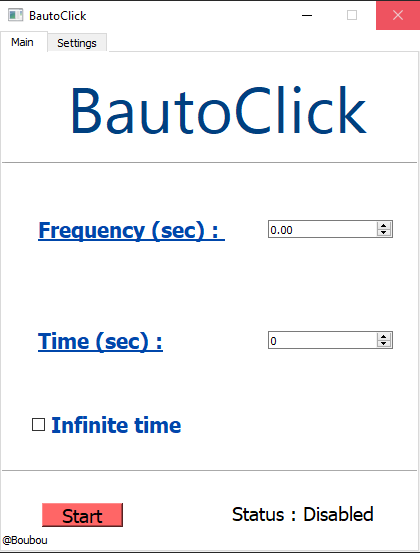 BautoClick
Main Settings
BautoClick
Frequency (sec) : 0.00
Time (sec) : 0
Infinite time
Start Status : Disabled
@Boubou